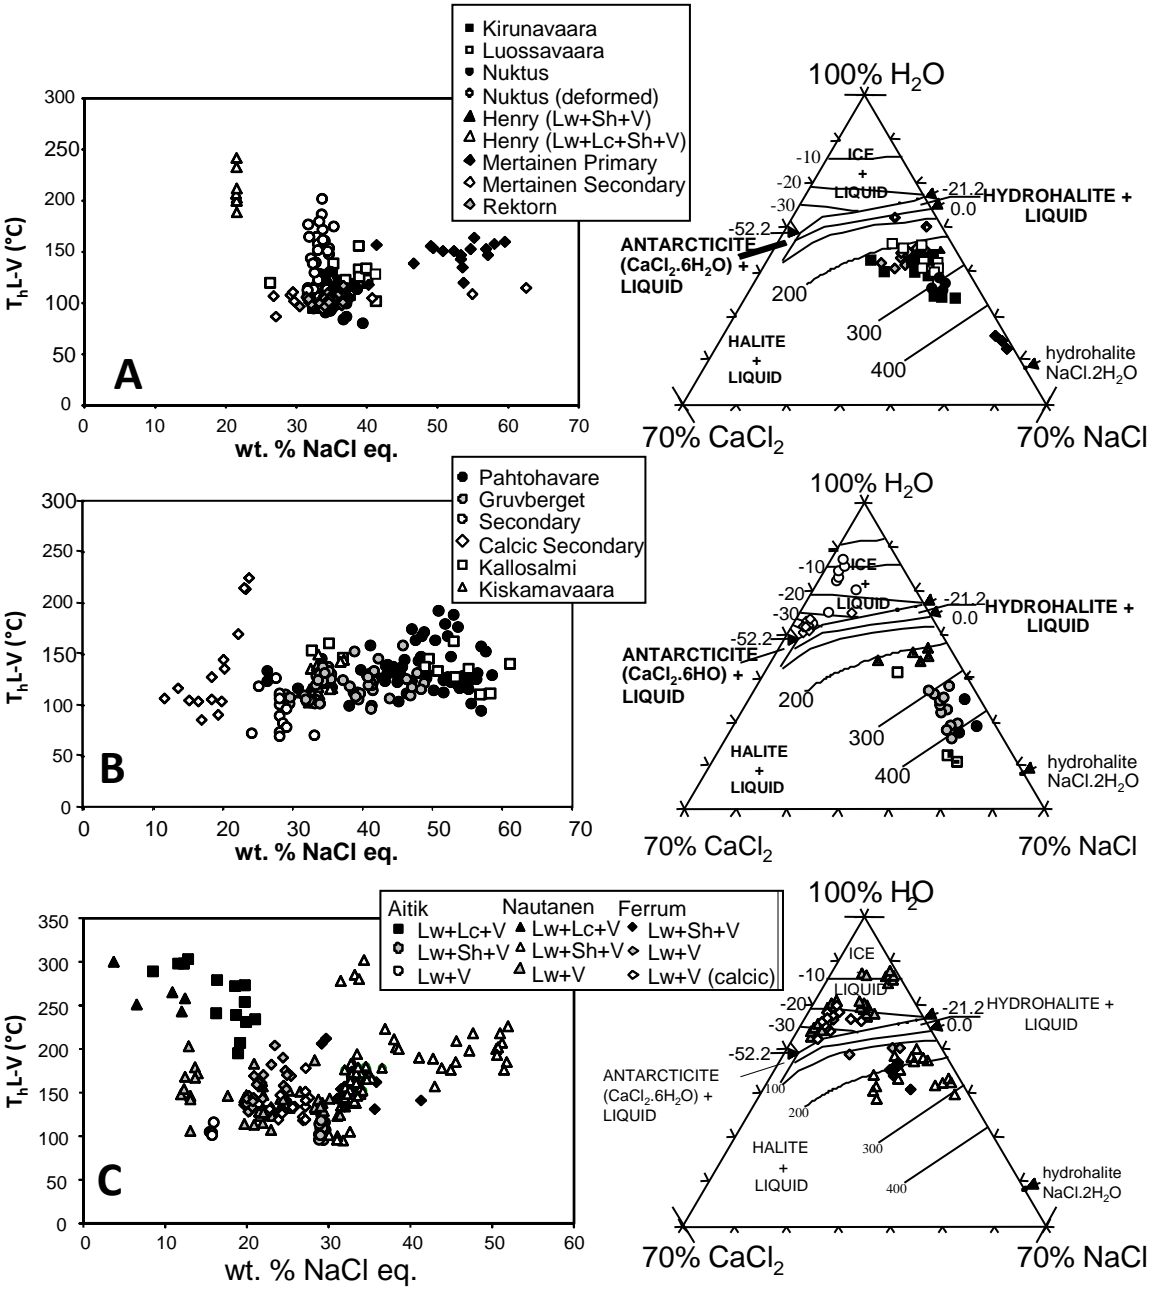 Kirunavaara
Luossavaara
Nuktus
Nuktus (deformed)
Henry (Lw+Sh+V)
Henry (Lw+Lc+Sh+V)
Mertainen Primary
Mertainen Secondary
Rektorn
300
250
200
150
100
50
0
ThL-V (°C)
A
0
10
20
30
40
50
60
70
wt. % NaCl eq.
100% H2O
-10
ICE
+
LIQUID
-20
-30
-21.2
0.0
HYDROHALITE +
LIQUID
-52.2
ANTARCTICITE
(CaCl2.6H2O) +
LIQUID
200
300
400
HALITE
+
LIQUID
hydrohalite
NaCl.2H2O
70% CaCl2
70% NaCl
Pahtohavare
Gruvberget
Secondary
Calcic Secondary
Kallosalmi
Kiskamavaara
300
250
200
150
100
50
0
ThL-V (°C)
B
0
10
20
30
40
50
60
70
wt. % NaCl eq.
100% H2O
-10
ICE
+
LIQUID
-20
-30
-21.2
0.0
HYDROHALITE +
LIQUID
-52.2
ANTARCTICITE
(CaCl2.6HO) +
LIQUID
200
300
400
HALITE
+
LIQUID
hydrohalite
NaCl.2H2O
70% CaCl2
70% NaCl
Aitik Nautanen Ferrum
Lw+Lc+V Lw+Lc+V Lw+Sh+V
Lw+Sh+V Lw+Sh+V Lw+V
Lw+V Lw+V Lw+V (calcic)
350
300
250
200
150
100
50
0
ThL-V (°C)
C
0
10
20
30
40
50
60
wt. % NaCl eq.
100% H2O
ICE
-10
LIQUID
-20
-30
-21.2
0.0
HYDROHALITE +
LIQUID
-52.2
ANTARCTICITE
(CaCl2.6H2O) +
LIQUID
100
200
300
400
HALITE
+
LIQUID
hydrohalite
NaCl.2H2O
70% CaCl2
70% NaCl